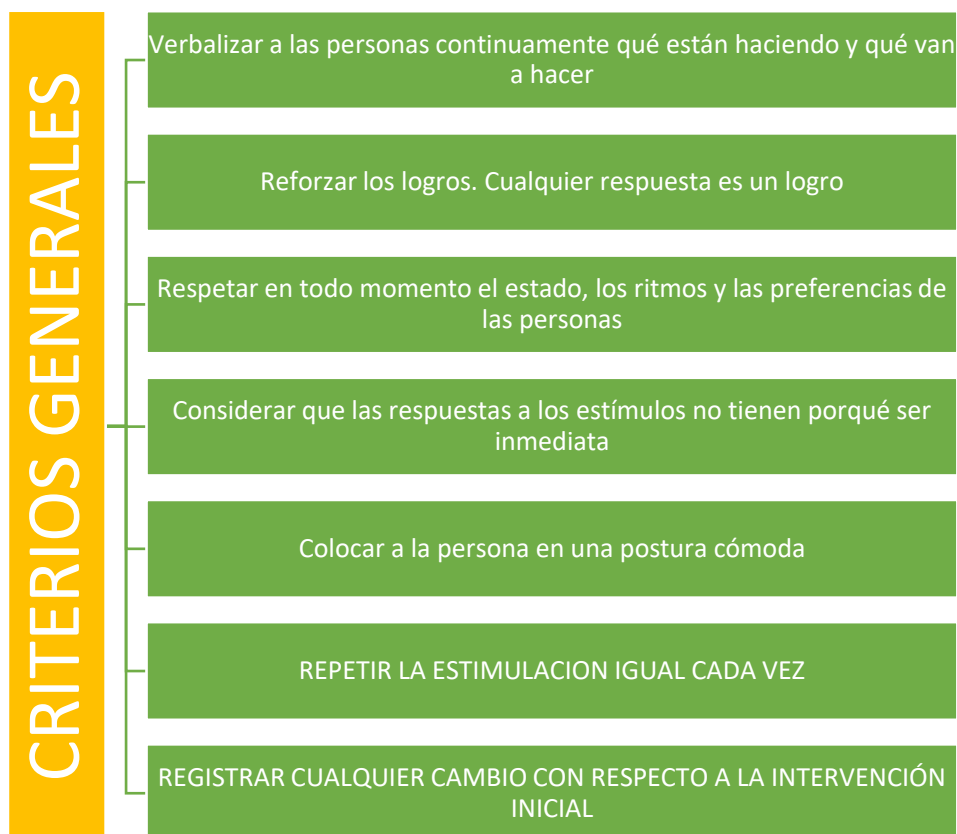 CRITERIOS GENERALES
Verbalizar a las personas continuamente qué están haciendo y qué van
a hacer
Reforzar los logros. Cualquier respuesta es un logro
Respetar en todo momento el estado, los ritmos y las preferencias de
las personas
Considerar que las respuestas a los estímulos no tienen porqué ser
inmediata
Colocar a la persona en una postura cómoda
REPETIR LA ESTIMULACION IGUAL CADA VEZ
REGISTRAR CUALQUIER CAMBIO CON RESPECTO A LA INTERVENCIÓN
INICIAL